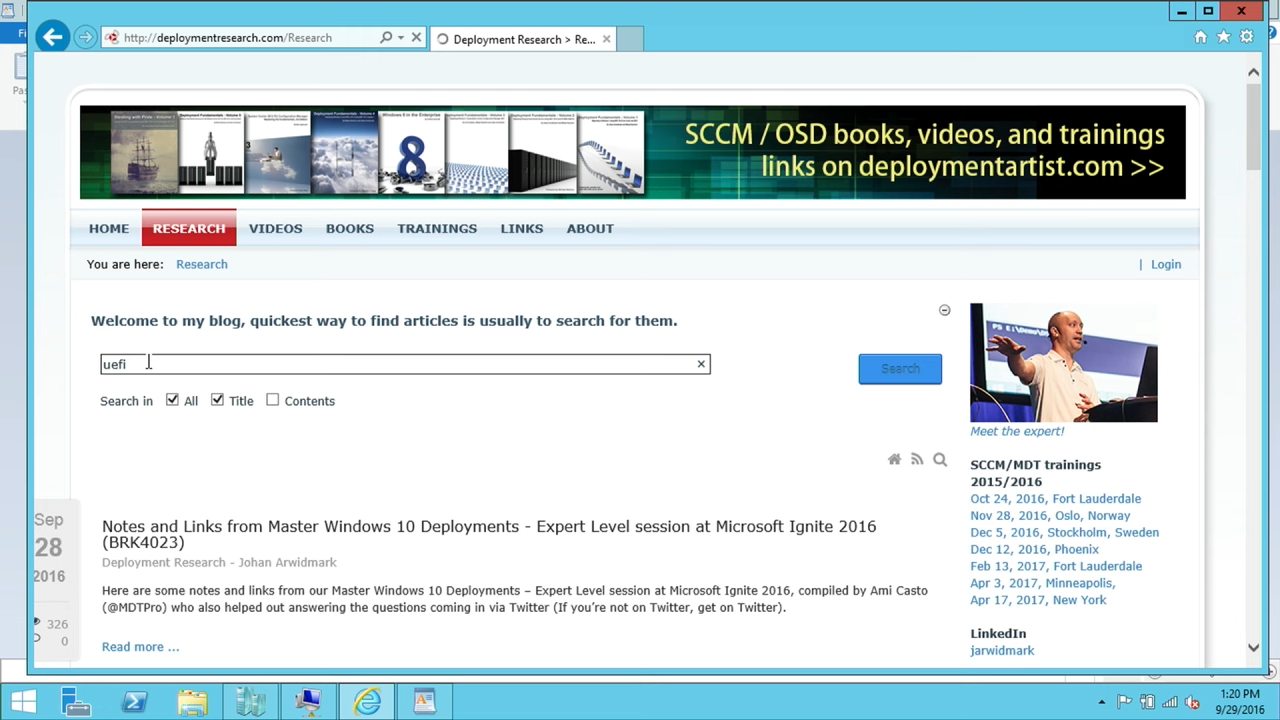 http://deploymentresearch.com/Research
Deployment Research > Re...
SCCM / OSD books, videos, and trainings
links on deploymentartist.com >>
HOME RESEARCH VIDEOS BOOKS TRAININGS LINKS ABOUT
You are here: Research
| Login
Welcome to my blog, quickest way to find articles is usually to search for them.
uefi
Search
Search in All Title Contents
Meet the expert!
SCCM/MDT trainings
2015/2016
Oct 24, 2016, Fort Lauderdale
Nov 28, 2016, Oslo, Norway
Dec 5, 2016, Stockholm, Sweden
Dec 12, 2016, Phoenix
Feb 13, 2017, Fort Lauderdale
Apr 3, 2017, Minneapolis,
Apr 17, 2017, New York
LinkedIn
jarwidmark
Sep
28
2016
326
0
Notes and Links from Master Windows 10 Deployments - Expert Level session at Microsoft Ignite 2016
(BRK4023)
Deployment Research - Johan Arwidmark
Here are some notes and links from our Master Windows 10 Deployments – Expert Level session at Microsoft Ignite 2016, compiled by Ami Casto
(@MDTPro) who also helped out answering the questions coming in via Twitter (If you're not on Twitter, get on Twitter).
Read more ...
1:20 PM
9/29/2016